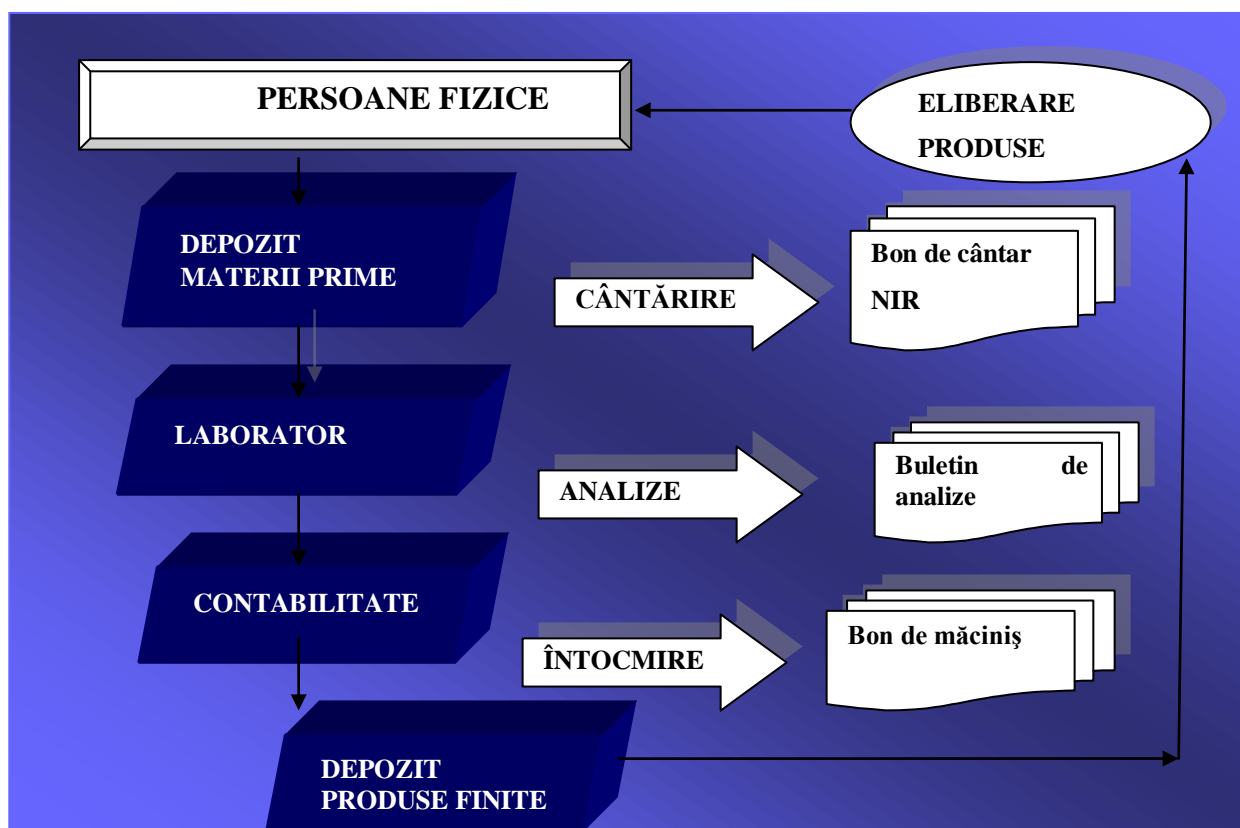 PERSOANE FIZICE
ELIBERARE
PRODUSE
DEPOZIT
MATERII PRIME
CÂNTĂRIRE
Bon de cântar
NIR
LABORATOR
ANALIZE
Buletin de
analize
CONTABILITATE
ÎNTOCMIRE
Bon de măciniş
DEPOZIT
PRODUSE FINITE